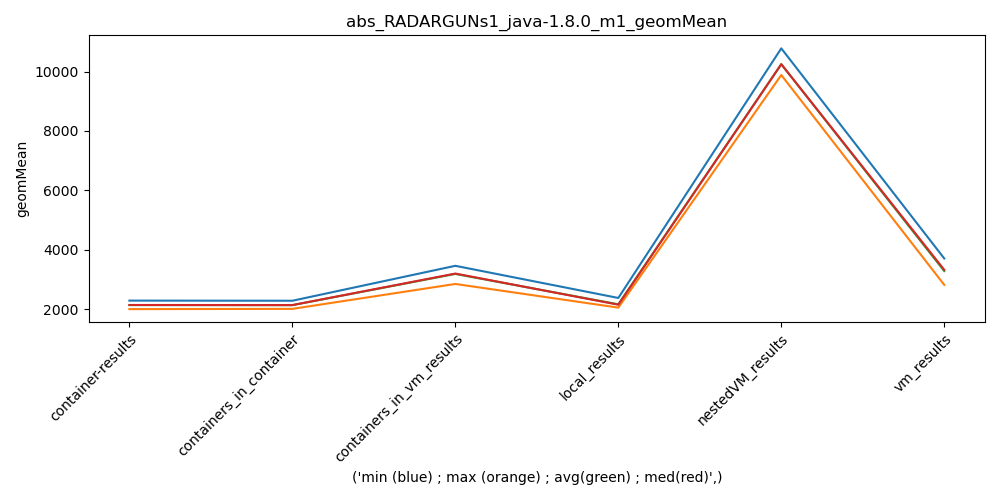 abs_RADARGUNs1_java-1.8.0_m1_geomMean
geomMean
10000
8000
6000
4000
2000
container-results
containers_in_container
containers_in_vm_results
local_results
nestedVM_results
vm_results
('min (blue) ; max (orange) ; avg(green) ; med(red)',)